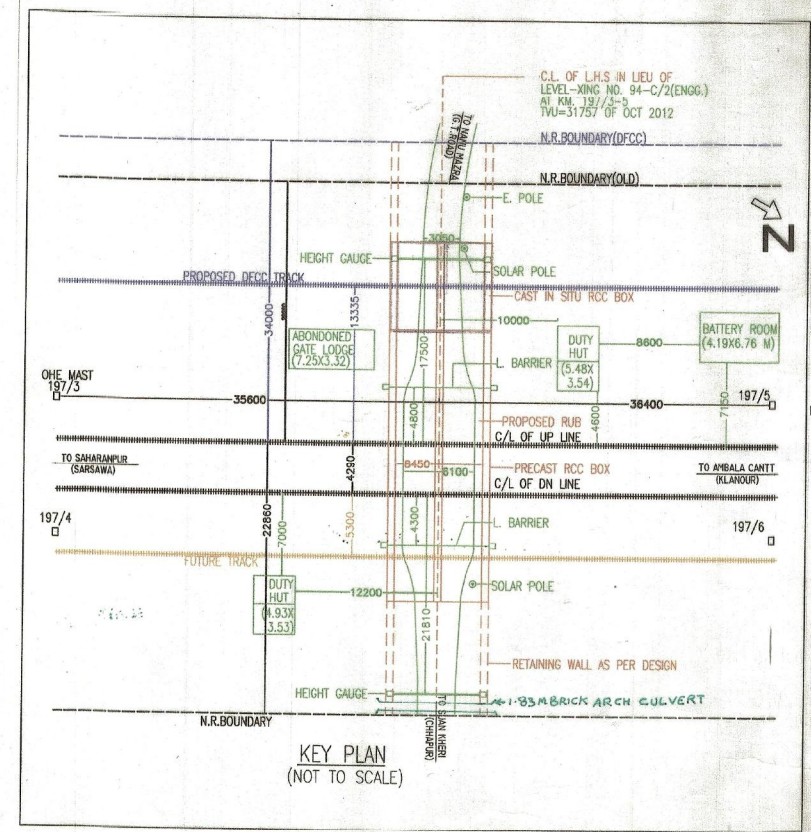 C.L. OF L.H.S IN LIEU OF
LEVEL-XING NO. 94-C/2(ENGG.)
AT KM. 197/3-5
TVU=31757 OF OCT 2012
TO NANU MAZRA
(G.T.ROAD)
N.R.BOUNDARY(DFCC)
N.R.BOUNDARY(OLD)
E. POLE
N
3050
HEIGHT GAUGE
SOLAR POLE
PROPOSED DFCC TRACK
CAST IN SITU RCC BOX
34000
13335
10000
ABONDONED
GATE LODGE
(7.25X3.32)
17500
DUTY
HUT
(5.48X
3.54)
8600
BATTERY ROOM
(4.19X6.76 M)
L. BARRIER
OHE MAST
197/3
35600
36400
7150
197/5
4800
4600
PROPOSED RUB
C/L OF UP LINE
TO SAHARANPUR
(SARSAWA)
4290
8450
8100
PRECAST RCC BOX
C/L OF DN LINE
TO AMBALA CANTT
(KLANOUR)
197/4
22860
7000
5300
4300
L. BARRIER
197/6
FUTURE TRACK
DUTY
HUT
(4.93X
3.53)
12200
SOLAR POLE
21810
RETAINING WALL AS PER DESIGN
HEIGHT GAUGE
1.83 M BRICK ARCH CULVERT
N.R.BOUNDARY
(CHHAPUR)
KEY PLAN
(NOT TO SCALE)